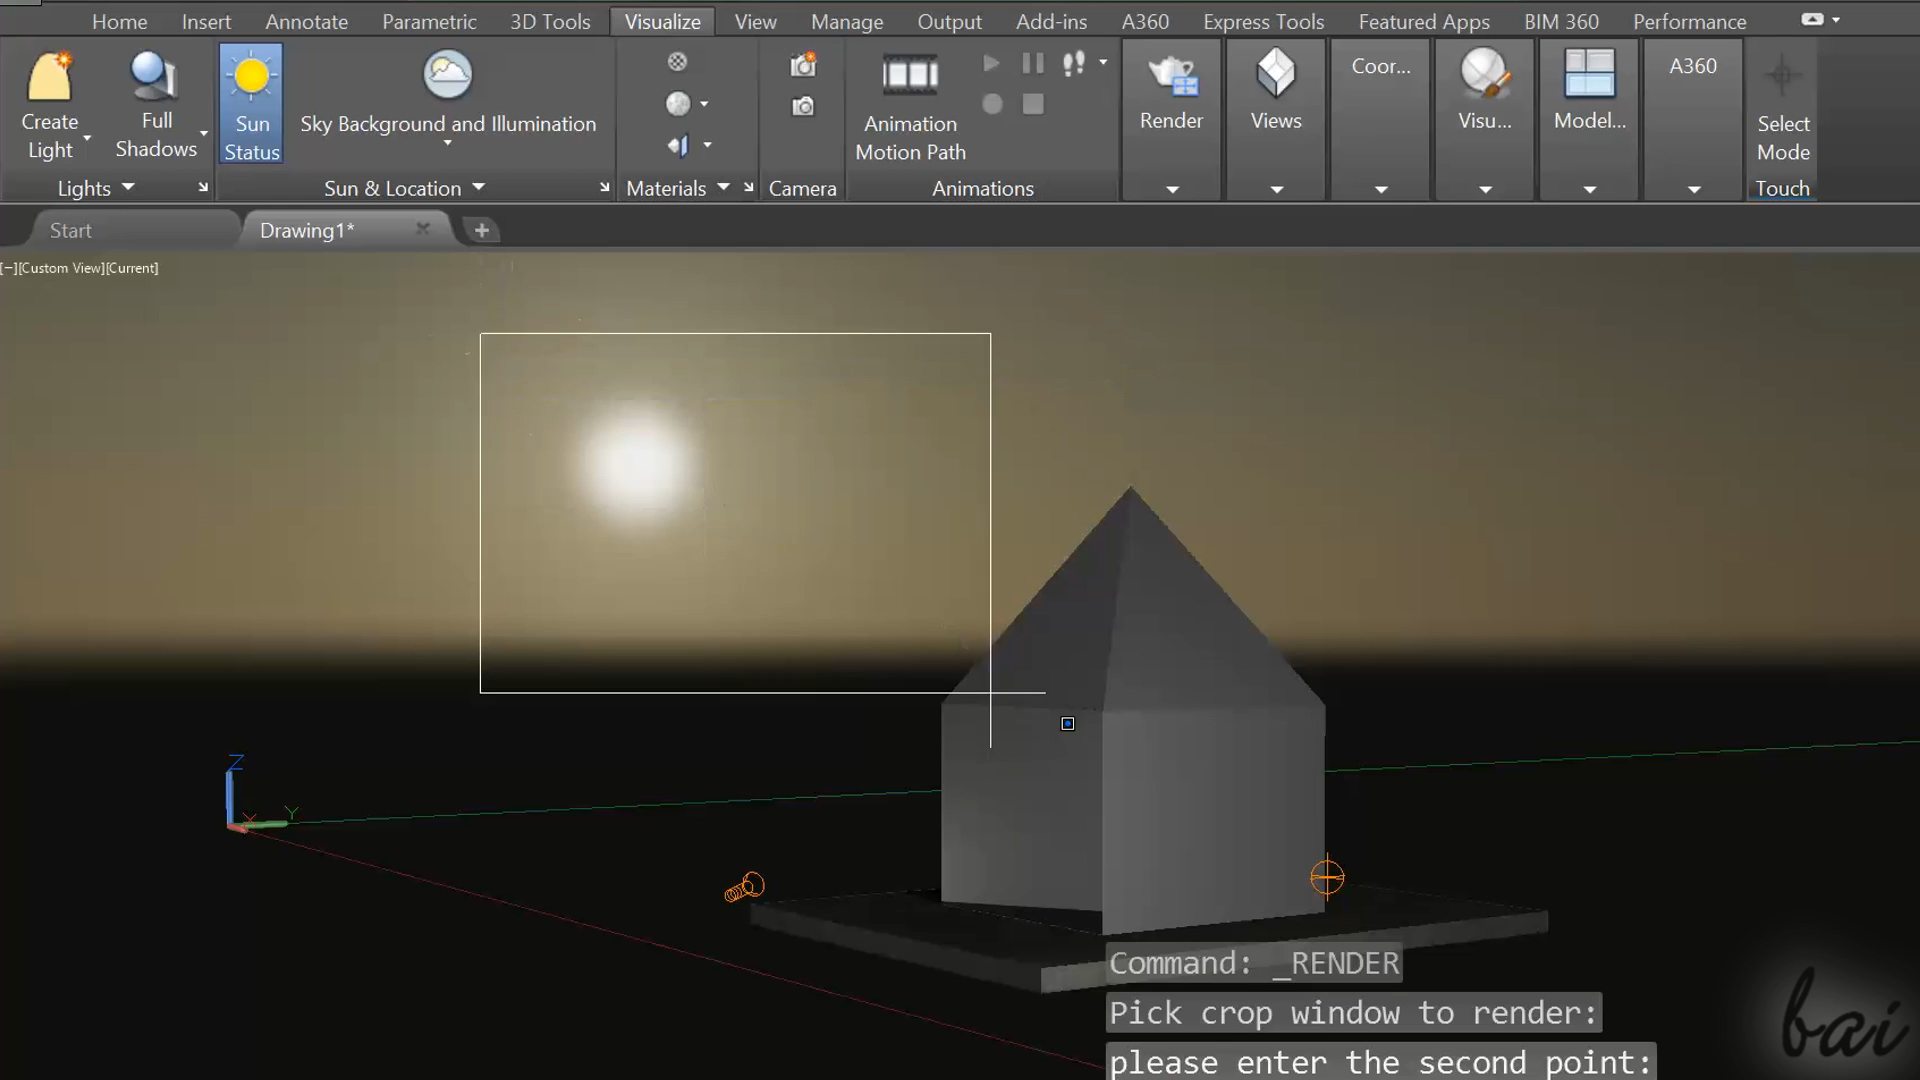 Home Insert Annotate Parametric 3D Tools Visualize View Manage Output Add-ins A360 Express Tools Featured Apps BIM 360 Performance
Create Light
Full Shadows
Sun Status
Sky Background and Illumination
Animation Motion Path
Render
Views
Coor...
Visu...
Model...
A360
Select Mode
Lights
Sun & Location
Materials
Camera
Animations
Touch
Start
Drawing1*
[−][Custom View][Current]
Z
X
Y
Command: _RENDER
Pick crop window to render:
please enter the second point:
bai